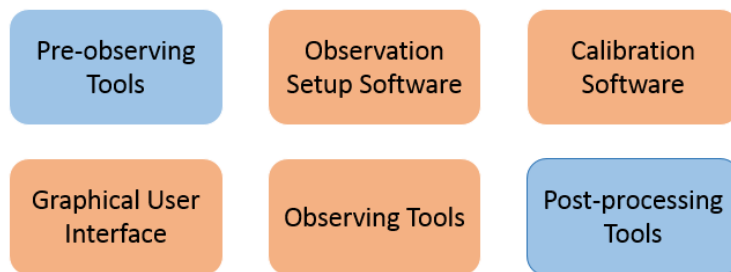 Pre-observing
Tools
Observation
Setup Software
Calibration
Software
Graphical User
Interface
Observing Tools
Post-processing
Tools